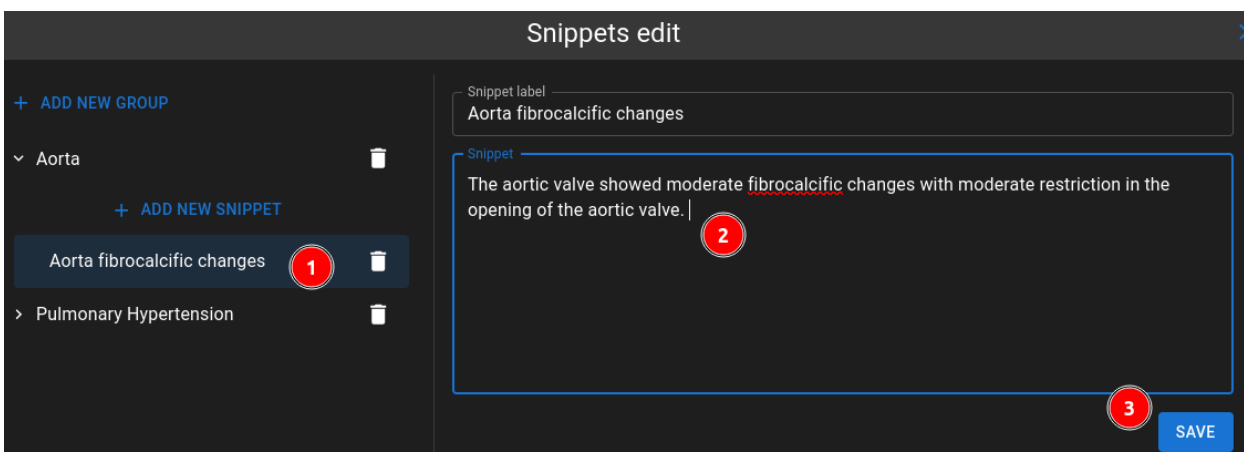 Snippets edit
+ ADD NEW GROUP
Aorta
+ ADD NEW SNIPPET
Aorta fibrocalcific changes
1
Pulmonary Hypertension
Snippet label
Aorta fibrocalcific changes
Snippet
The aortic valve showed moderate fibrocalcific changes with moderate restriction in the
opening of the aortic valve.
2
3
SAVE